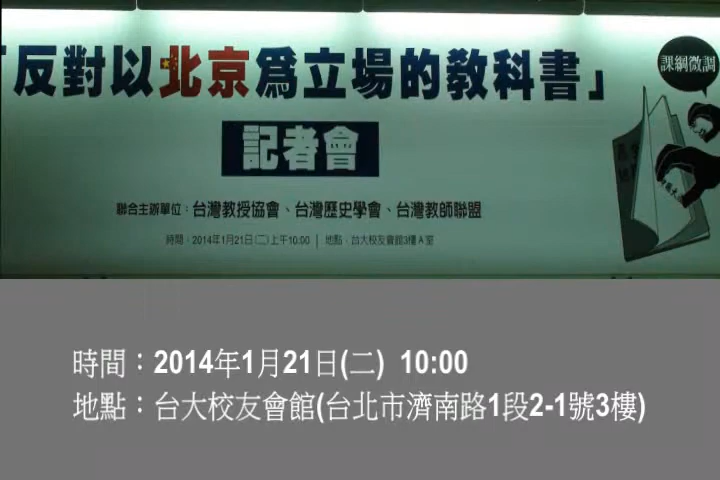 「反對以北京為立場的教科書」
課綱微調
記者會
聯合主辦單位：台灣教授協會、台灣歷史學會、台灣教師聯盟
時間：2014年1月21日(二)上午10:00｜地點：台大校友會館3樓A室
時間：2014年1月21日(二) 10:00
地點：台大校友會館(台北市濟南路1段2-1號3樓)